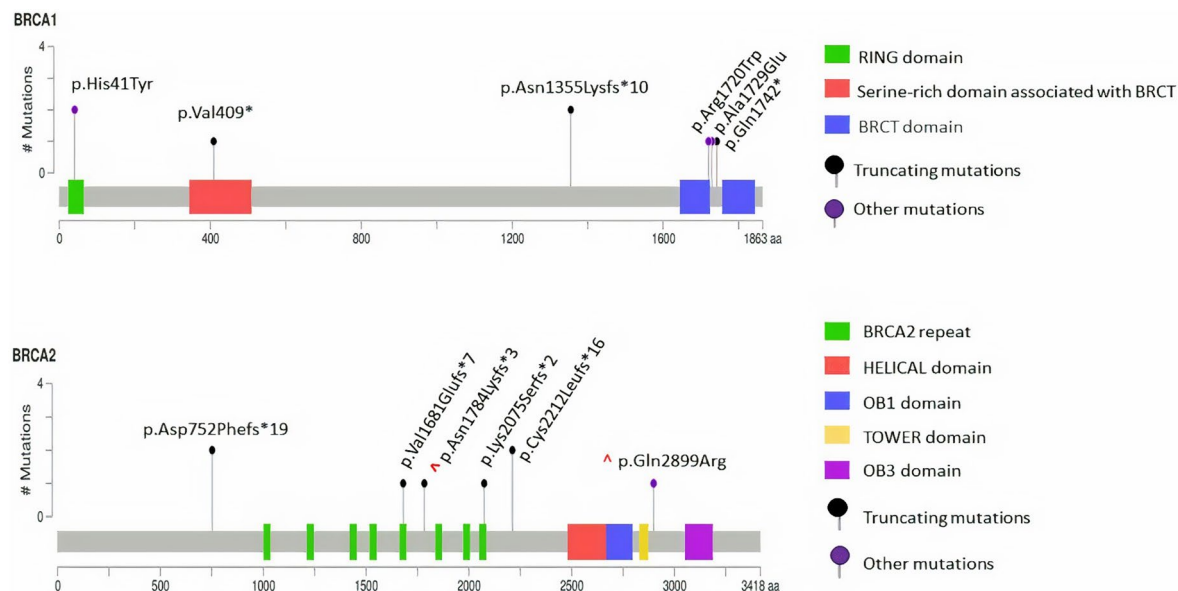 BRCA1
# Mutations
4
0
p.His41Tyr
p.Val409*
p.Asn1355Lysfs*10
p.Arg1720Trp
p.Ala1729Glu
p.Gln1742*
0
400
800
1200
1600
1863 aa
RING domain
Serine-rich domain associated with BRCT
BRCT domain
Truncating mutations
Other mutations
BRCA2
# Mutations
4
0
p.Asp752Phefs*19
p.Val1681Glufs*7
^ p.Asn1784Lysfs*3
p.Lys2075Serfs*2
p.Cys2212Leufs*16
^ p.Gln2899Arg
0
500
1000
1500
2000
2500
3000
3418 aa
BRCA2 repeat
HELICAL domain
OB1 domain
TOWER domain
OB3 domain
Truncating mutations
Other mutations